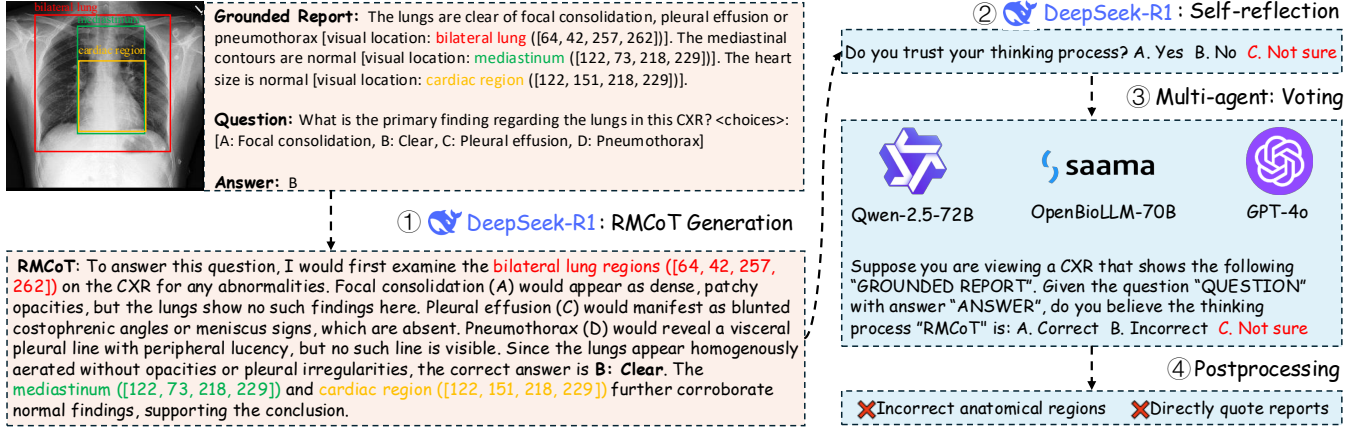 bilateral lung
cardiac region
Grounded Report: The lungs are clear of focal consolidation, pleural effusion or
pneumothorax [visual location: bilateral lung ([64, 42, 257, 262])]. The mediastinal
contours are normal [visual location: mediastinum ([122, 73, 218, 229])]. The heart
size is normal [visual location: cardiac region ([122, 151, 218, 229])].
Question: What is the primary finding regarding the lungs in this CXR? <choices>:
[A: Focal consolidation, B: Clear, C: Pleural effusion, D: Pneumothorax]
Answer: B
① DeepSeek-R1: RMCoT Generation
RMCoT: To answer this question, I would first examine the bilateral lung regions ([64, 42, 257,
262]) on the CXR for any abnormalities. Focal consolidation (A) would appear as dense, patchy
opacities, but the lungs show no such findings here. Pleural effusion (C) would manifest as blunted
costophrenic angles or meniscus signs, which are absent. Pneumothorax (D) would reveal a visceral
pleural line with peripheral lucency, but no such line is visible. Since the lungs appear homogenously
aerated without opacities or pleural irregularities, the correct answer is B: Clear. The
mediastinum ([122, 73, 218, 229]) and cardiac region ([122, 151, 218, 229]) further corroborate
normal findings, supporting the conclusion.
② DeepSeek-R1: Self-reflection
Do you trust your thinking process? A. Yes B. No C. Not sure
③ Multi-agent: Voting
saama
Qwen-2.5-72B OpenBioLLM-70B GPT-4o
Suppose you are viewing a CXR that shows the following
"GROUNDED REPORT". Given the question "QUESTION"
with answer "ANSWER", do you believe the thinking
process "RMCoT" is: A. Correct B. Incorrect C. Not sure
④ Postprocessing
❌Incorrect anatomical regions ❌Directly quote reports